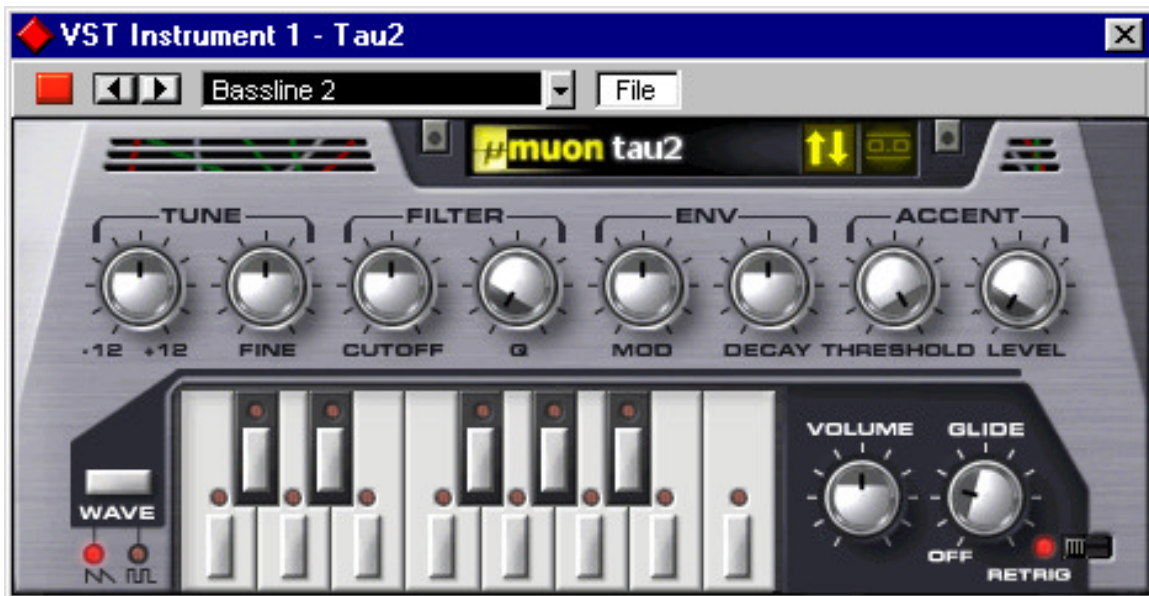 VST Instrument 1 - Tau2
Bassline 2 File
µ muon tau2
TUNE FILTER ENV ACCENT
-12 +12 FINE CUTOFF Q MOD DECAY THRESHOLD LEVEL
VOLUME GLIDE
WAVE
OFF
RETRIG